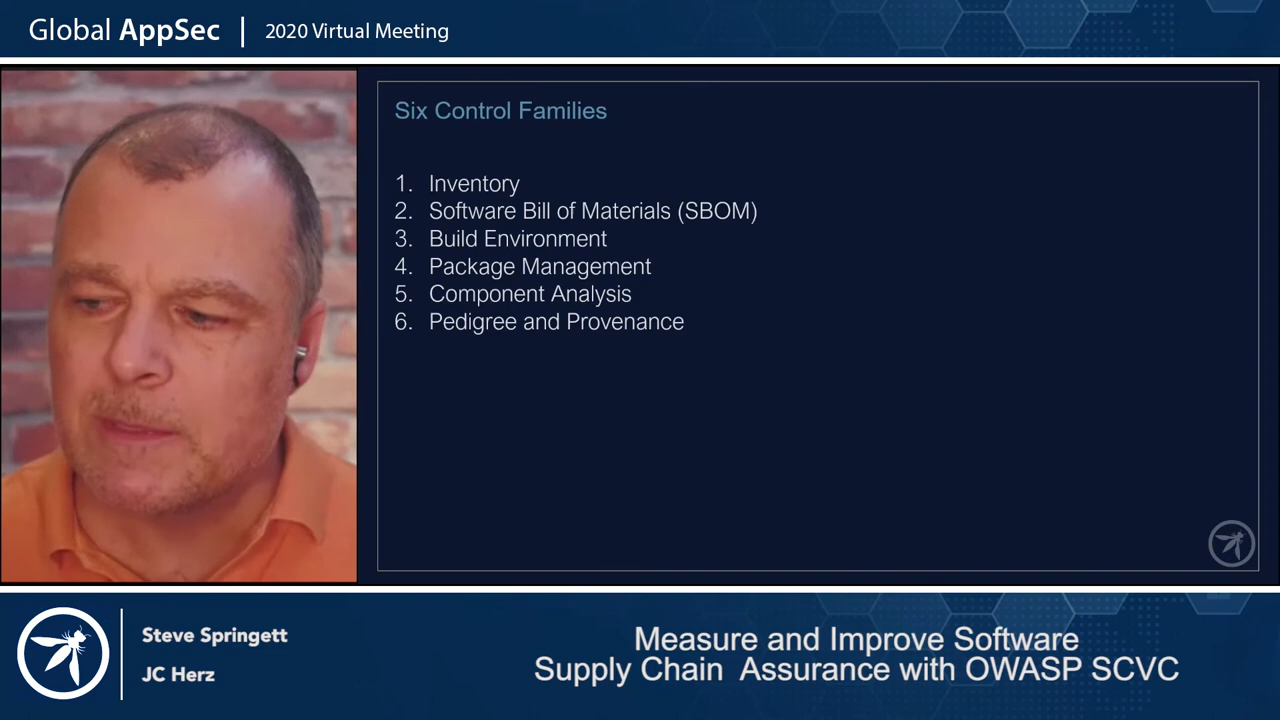 Global AppSec | 2020 Virtual Meeting
Six Control Families
1. Inventory
2. Software Bill of Materials (SBOM)
3. Build Environment
4. Package Management
5. Component Analysis
6. Pedigree and Provenance
Steve Springett
JC Herz
Measure and Improve Software
Supply Chain Assurance with OWASP SCVC